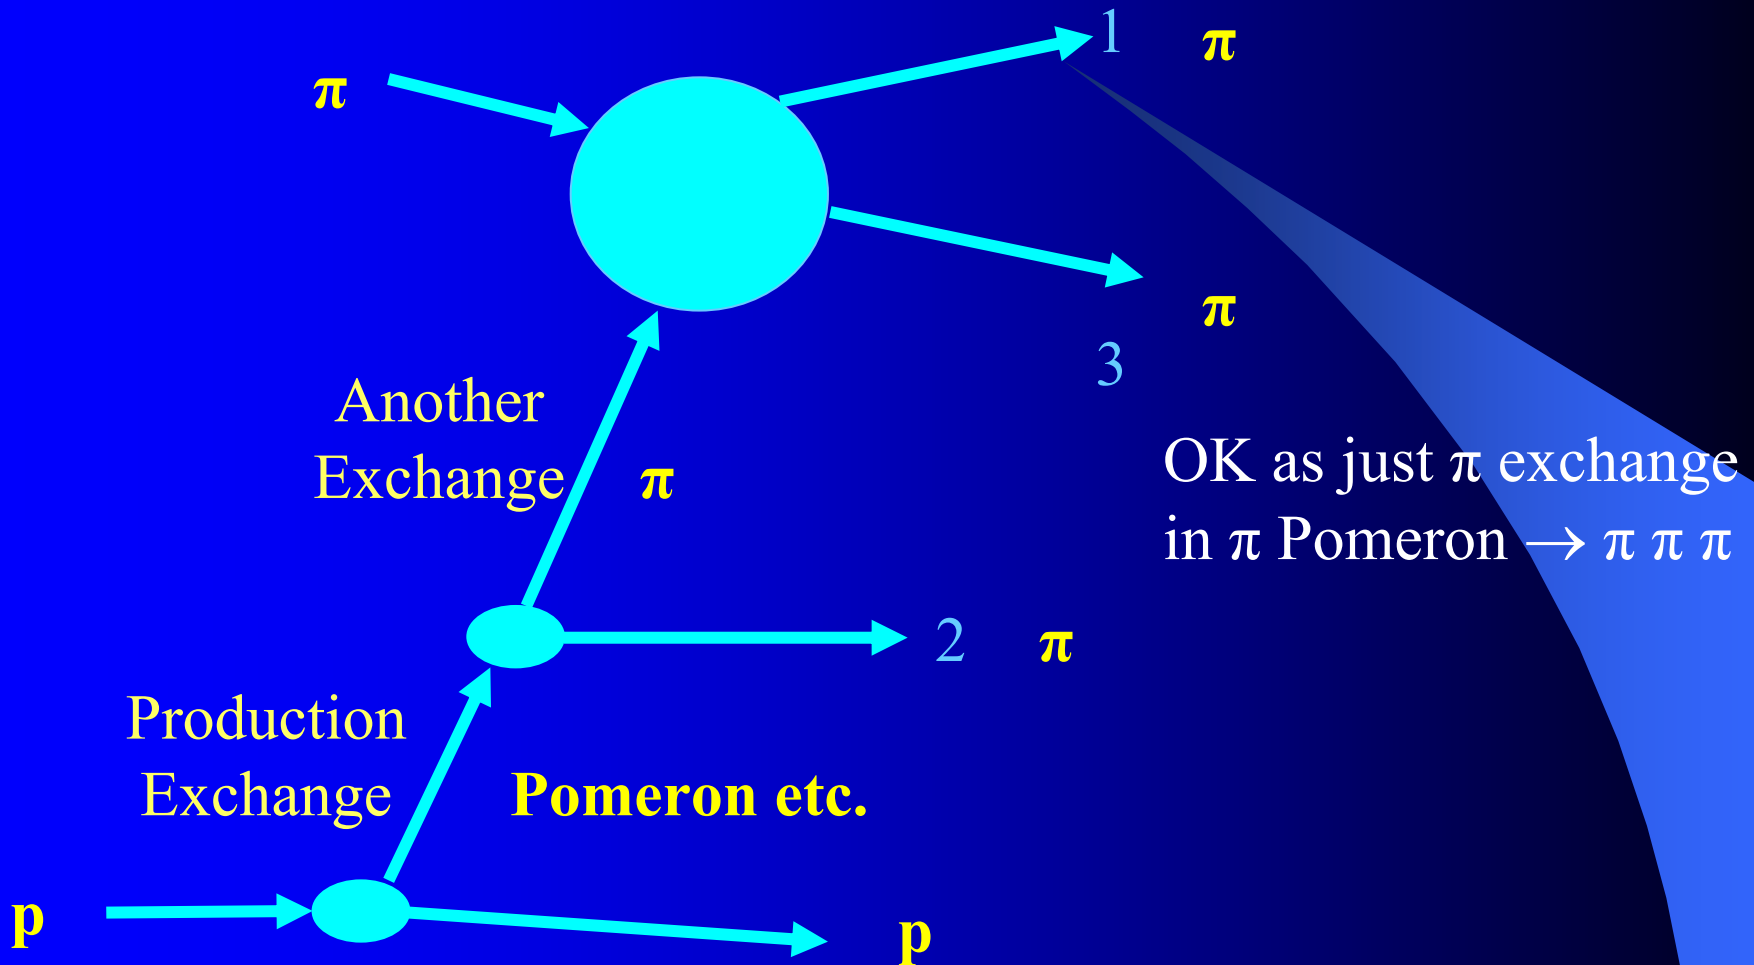 1 π
π
π
3
Another
Exchange
π
OK as just π exchange
in π Pomeron → π π π
2 π
Production
Exchange
Pomeron etc.
p
p